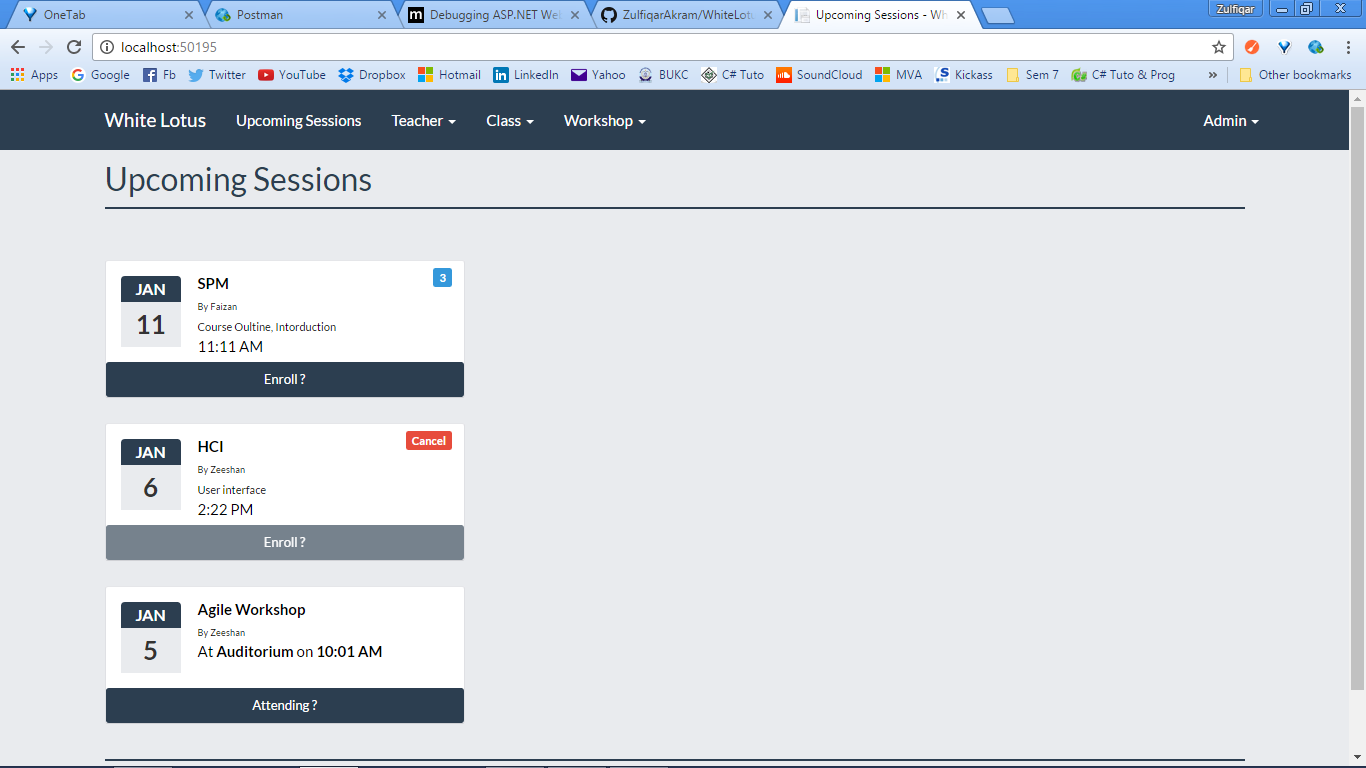 OneTab
Postman
Debugging ASP.NET Web
ZulfiqarAkram/WhiteLotu
Upcoming Sessions - Wh
Zulfiqar
localhost:50195
Apps Google Fb Twitter YouTube Dropbox Hotmail LinkedIn Yahoo BUKC C# Tuto SoundCloud MVA Kickass Sem 7 C# Tuto & Prog » Other bookmarks
White Lotus Upcoming Sessions Teacher Class Workshop Admin
Upcoming Sessions
JAN
11
SPM
3
By Faizan
Course Oultine, Intorduction
11:11 AM
Enroll ?
JAN
6
HCI
Cancel
By Zeeshan
User interface
2:22 PM
Enroll ?
JAN
5
Agile Workshop
By Zeeshan
At Auditorium on 10:01 AM
Attending ?